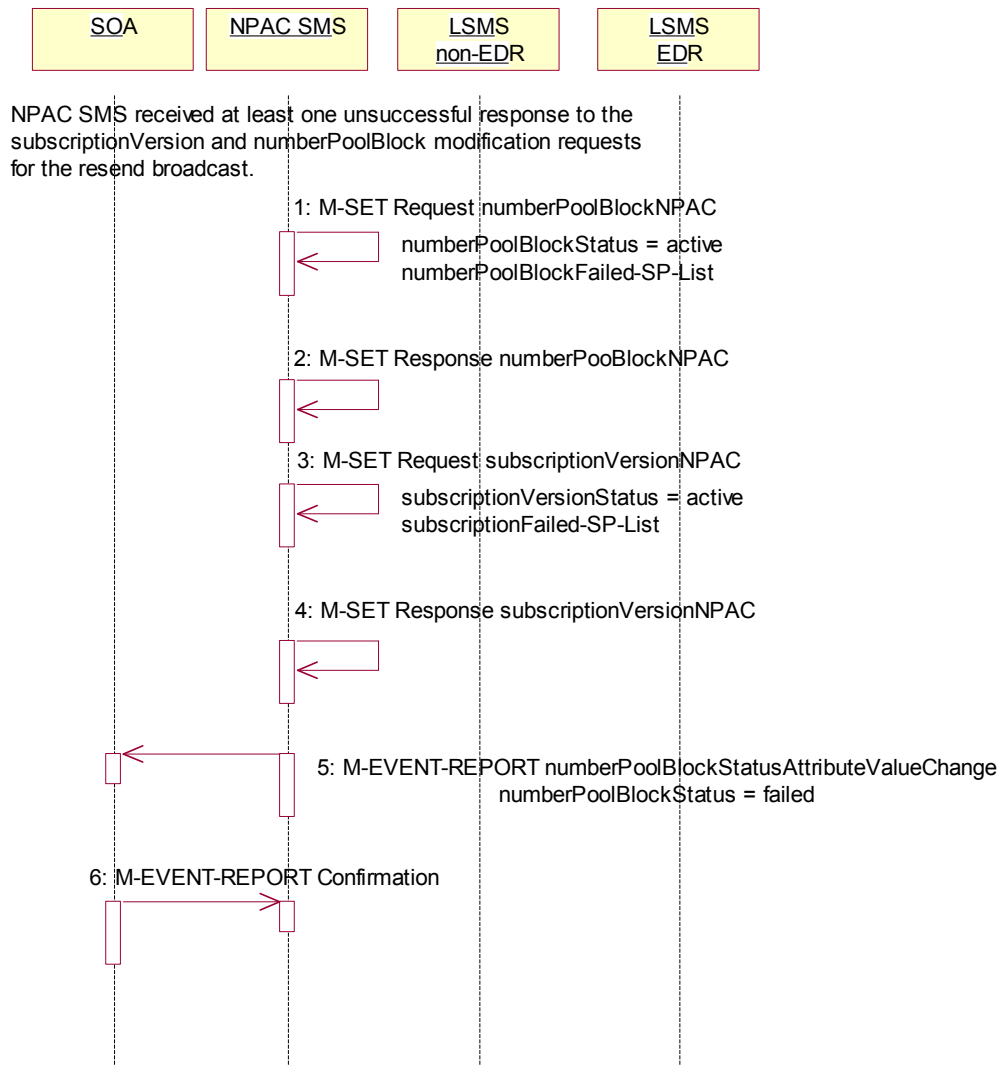 SOA
NPAC SMS
LSMS
non-EDR
LSMS
EDR
NPAC SMS received at least one unsuccessful response to the
subscriptionVersion and numberPoolBlock modification requests
for the resend broadcast.
1: M-SET Request numberPoolBlockNPAC
numberPoolBlockStatus = active
numberPoolBlockFailed-SP-List
2: M-SET Response numberPooBlockNPAC
3: M-SET Request subscriptionVersionNPAC
subscriptionVersionStatus = active
subscriptionFailed-SP-List
4: M-SET Response subscriptionVersionNPAC
5: M-EVENT-REPORT numberPoolBlockStatusAttributeValueChange
numberPoolBlockStatus = failed
6: M-EVENT-REPORT Confirmation